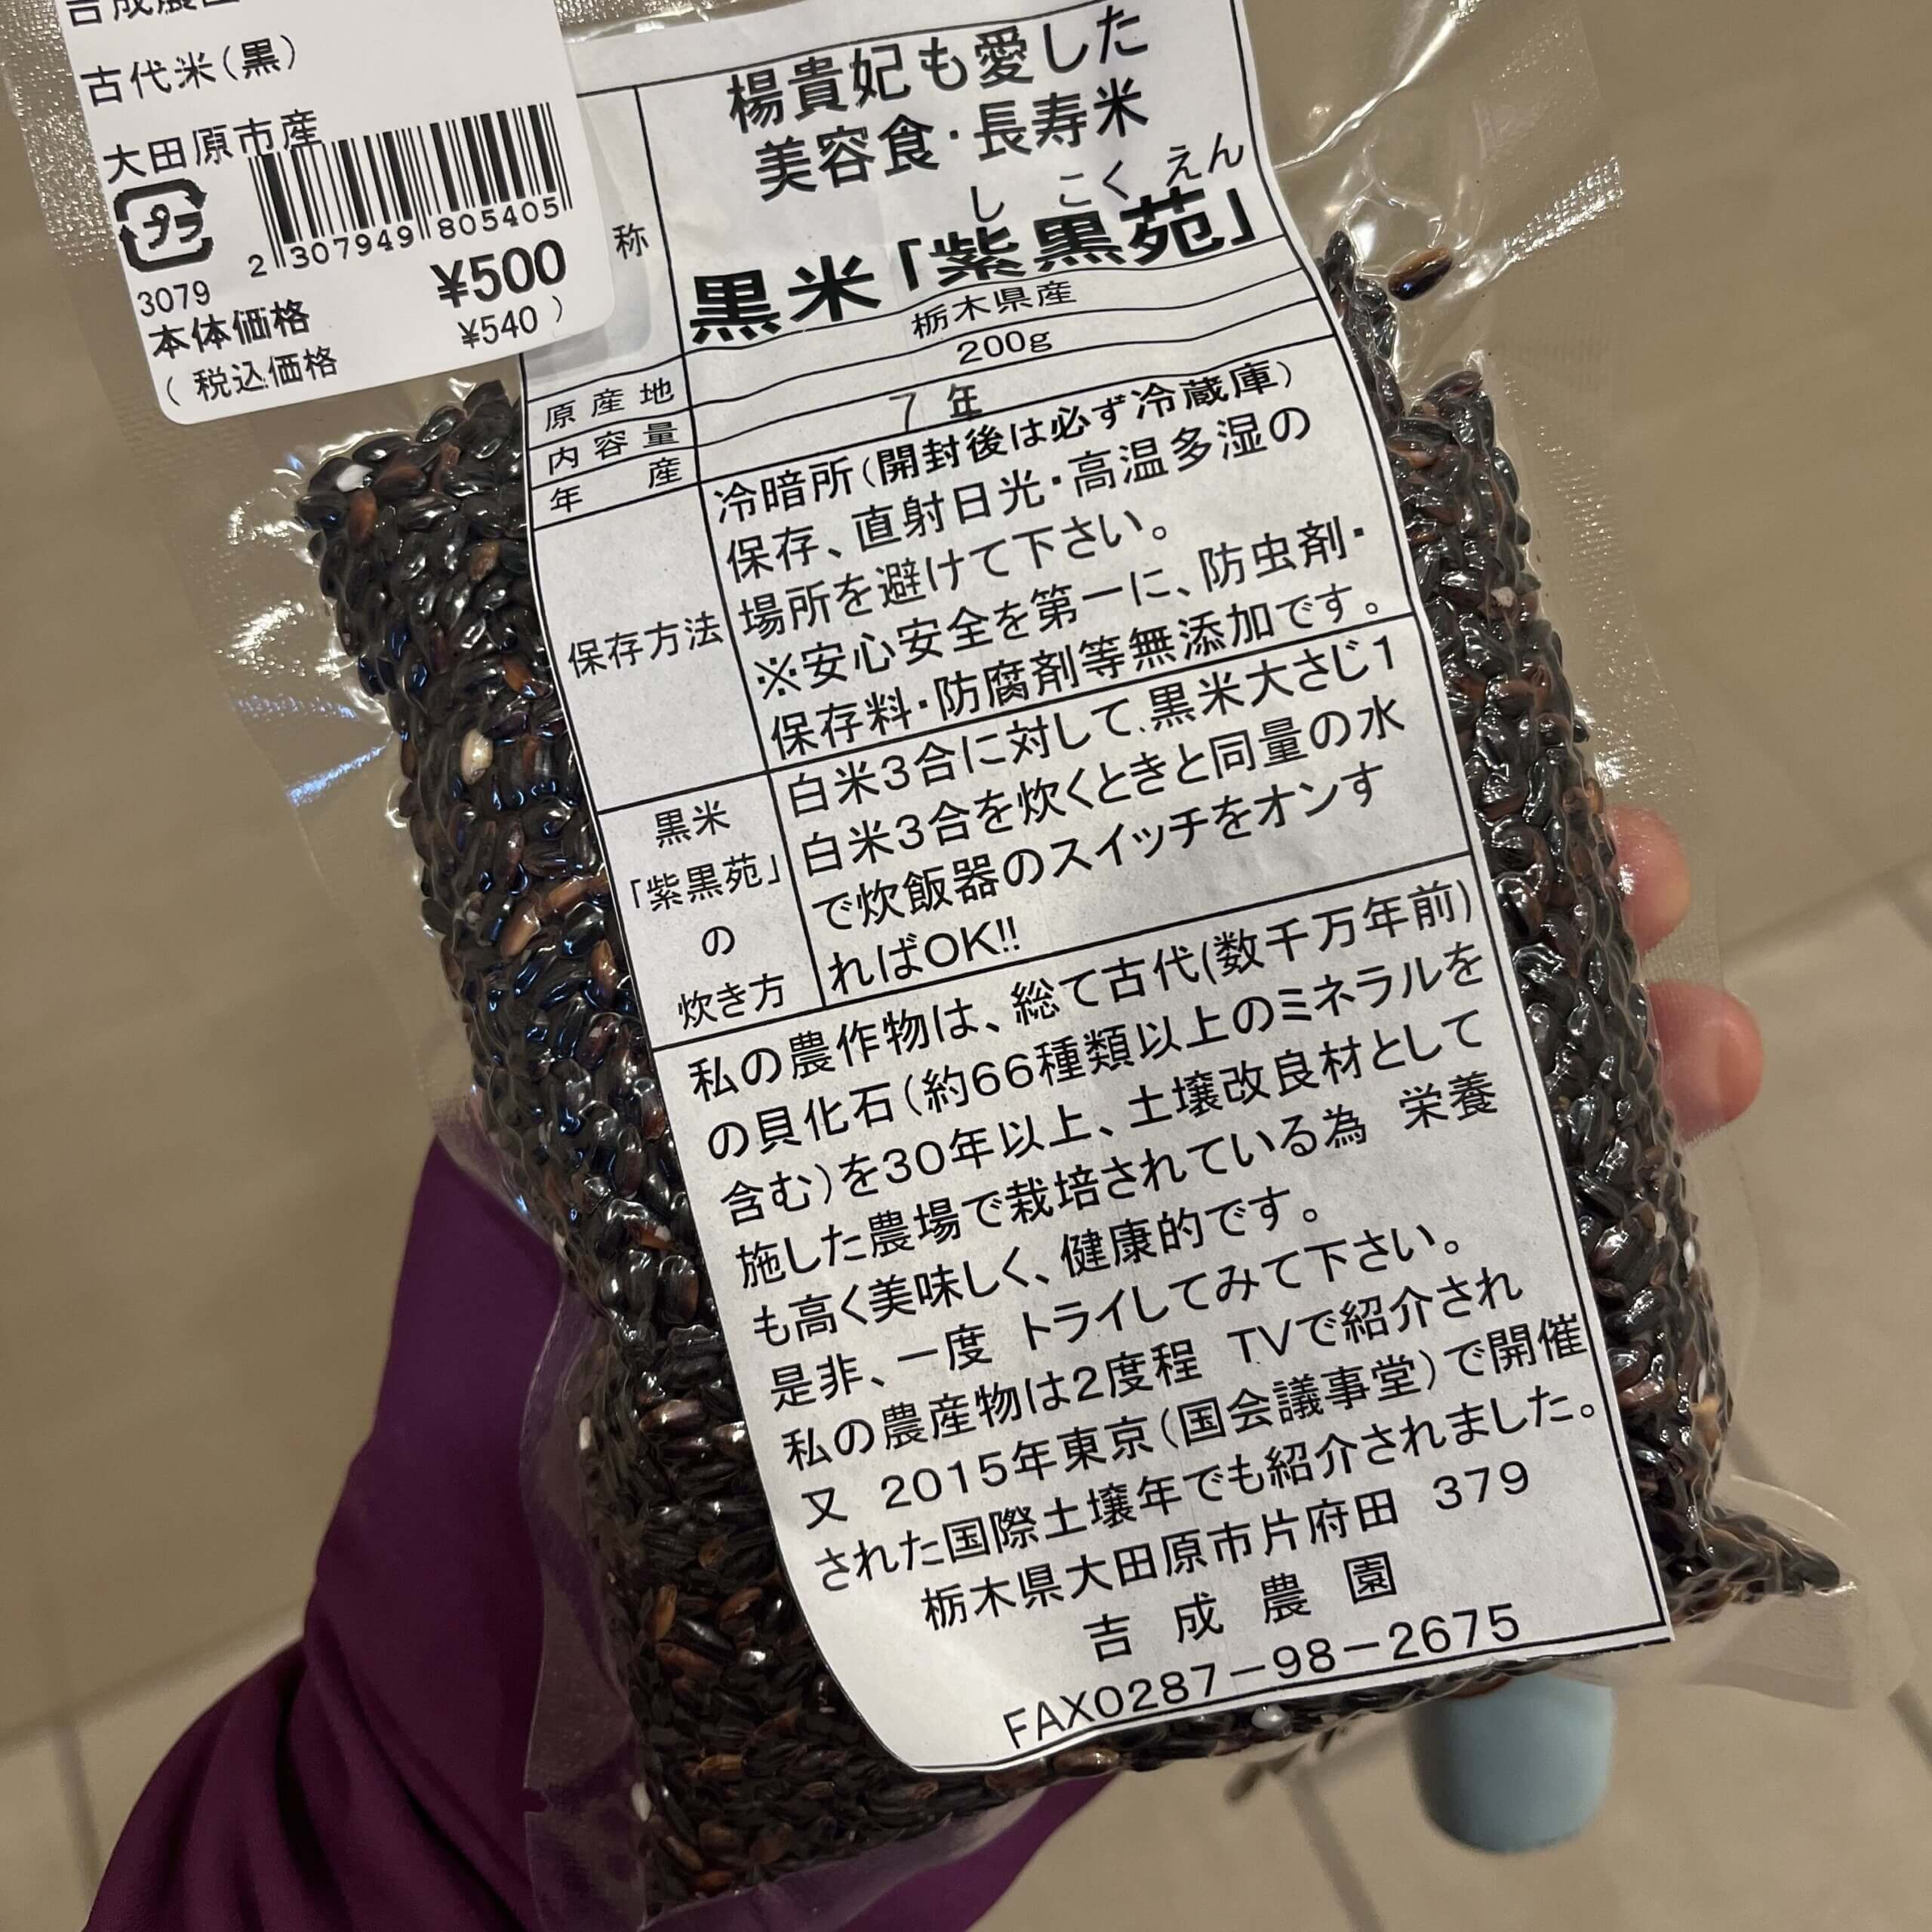 古代米(黒)
大田原市産
プラ
2 307949 805405
3079
本体価格 ¥500
(税込価格 ¥540)
称
楊貴妃も愛した
美容食・長寿米
しこくえん
黒米「紫黒苑」
原産地 栃木県産
内容量 200g
年産 7年
保存方法
冷暗所(開封後は必ず冷蔵庫)
保存、直射日光・高温多湿の
場所を避けて下さい。
※安心安全を第一に、防虫剤・
保存料・防腐剤等無添加です。
黒米
「紫黒苑」
の
炊き方
白米3合に対して、黒米大さじ1
白米3合を炊くときと同量の水
で炊飯器のスイッチをオンす
ればOK!!
私の農作物は、総て古代(数千万年前)
の貝化石(約66種類以上のミネラルを
含む)を30年以上、土壌改良材として
施した農場で栽培されている為 栄養
も高く美味しく、健康的です。
是非、一度 トライしてみて下さい。
私の農産物は2度程 TVで紹介され
又 2015年東京(国会議事堂)で開催
された国際土壌年でも紹介されました。
栃木県大田原市片府田 379
吉成農園
FAX0287-98-2675